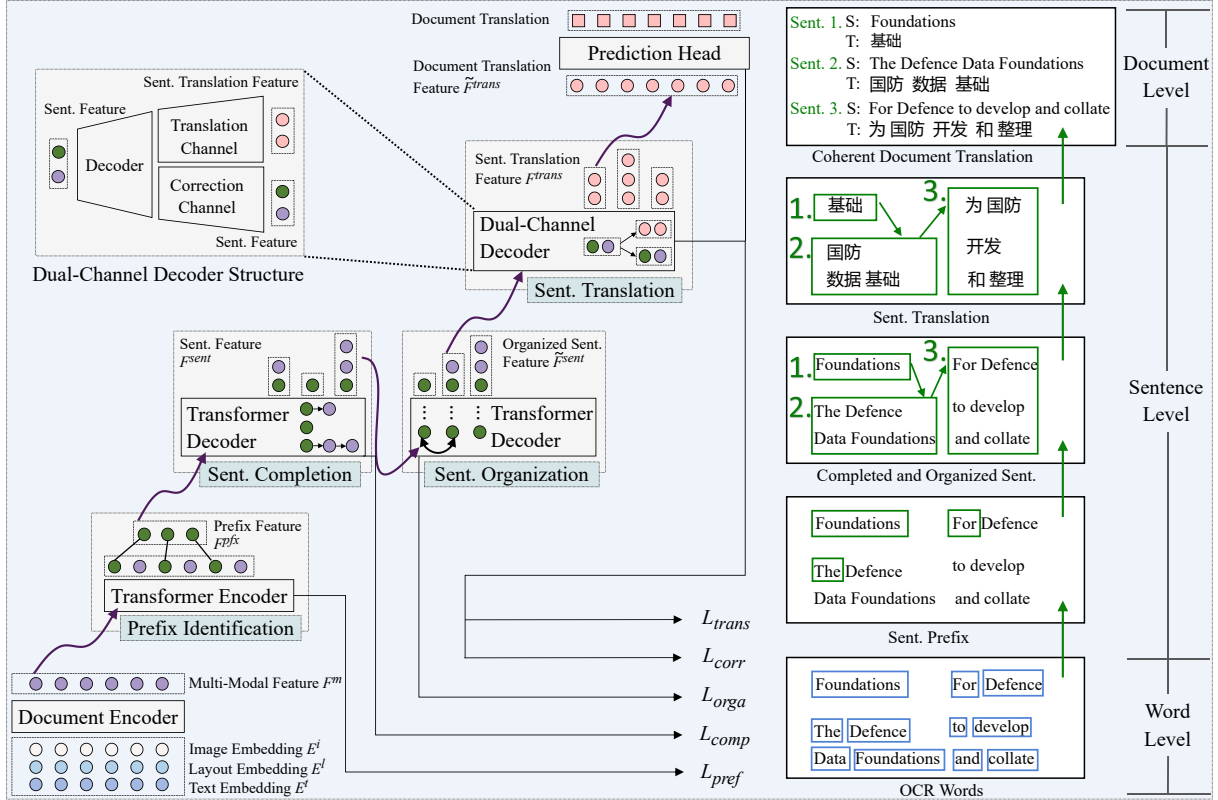 Document Translation
Prediction Head
Document Translation
Feature F̃^trans
Sent. Translation Feature
Sent. Feature
Decoder
Translation
Channel
Correction
Channel
Sent. Feature
Dual-Channel Decoder Structure
Sent. Translation
Feature F^trans
Dual-Channel
Decoder
Sent. Translation
Sent. Feature
F^sent
Transformer
Decoder
Sent. Completion
Organized Sent.
Feature F̃^sent
Transformer
Decoder
Sent. Organization
Prefix Feature
F^pfx
Transformer Encoder
Prefix Identification
Multi-Modal Feature F^m
Document Encoder
Image Embedding E^i
Layout Embedding E^l
Text Embedding E^t
L_trans
L_corr
L_orga
L_comp
L_pref
Sent. 1. S: Foundations
T: 基础
Sent. 2. S: The Defence Data Foundations
T: 国防 数据 基础
Sent. 3. S: For Defence to develop and collate
T: 为 国防 开发 和 整理
Coherent Document Translation
1. 基础
2. 国防
数据 基础
3. 为 国防
开发
和 整理
Sent. Translation
1. Foundations
2. The Defence
Data Foundations
3. For Defence
to develop
and collate
Completed and Organized Sent.
Foundations
The Defence
Data Foundations
For Defence
to develop
and collate
Sent. Prefix
Foundations
The Defence
Data Foundations
For Defence
to develop
and collate
OCR Words
Document
Level
Sentence
Level
Word
Level